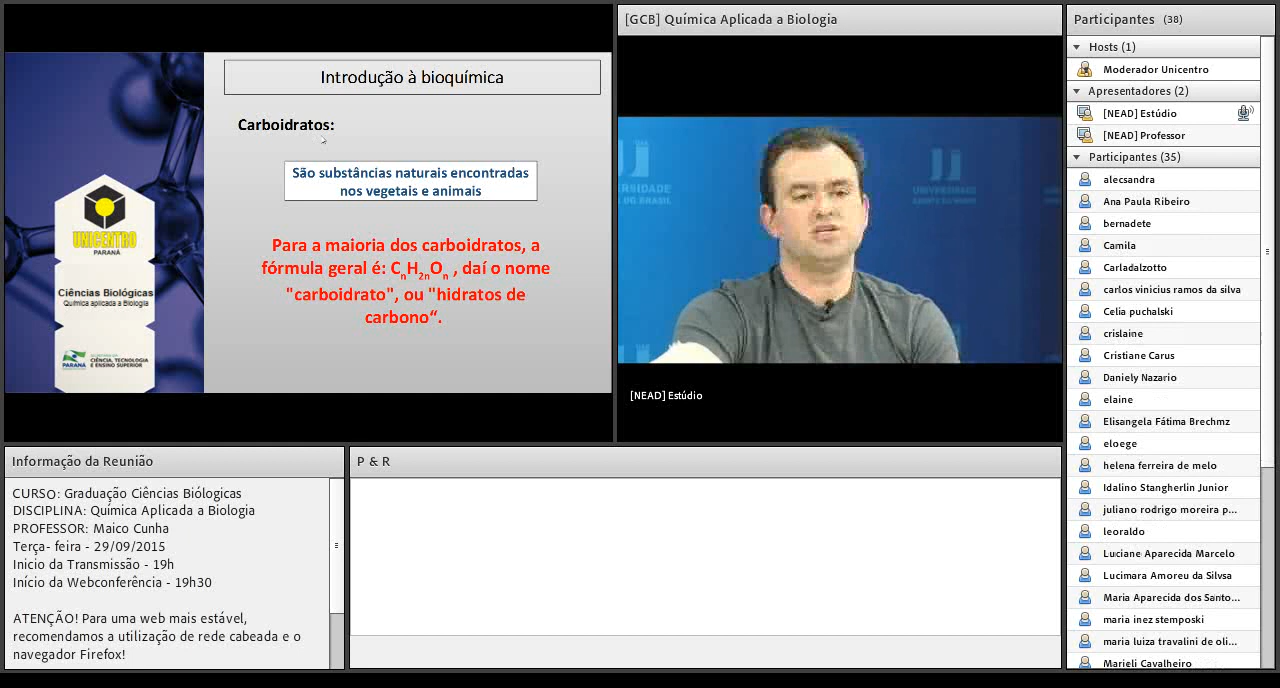 Introdução à bioquímica
Carboidratos:
São substâncias naturais encontradas
nos vegetais e animais
Para a maioria dos carboidratos, a
fórmula geral é: CnH2nOn , daí o nome
"carboidrato", ou "hidratos de
carbono“.
UNICENTRO
PARANÁ
Ciências Biológicas
Química aplicada a Biologia
PARANÁ
CIÊNCIA, TECNOLOGIA
E ENSINO SUPERIOR
[GCB] Química Aplicada a Biologia
[NEAD] Estúdio
Participantes (38)
Hosts (1)
Moderador Unicentro
Apresentadores (2)
[NEAD] Estúdio
[NEAD] Professor
Participantes (35)
alecsandra
Ana Paula Ribeiro
bernadete
Camila
Carladalzotto
carlos vinicius ramos da silva
Celia puchalski
crislaine
Cristiane Carus
Daniely Nazario
elaine
Elisangela Fátima Brechmz
eloege
helena ferreira de melo
Idalino Stangherlin Junior
juliano rodrigo moreira p...
leoraldo
Luciane Aparecida Marcelo
Lucimara Amoreu da Silvsa
Maria Aparecida dos Santo...
maria inez stemposki
maria luiza travalini de oli...
Marieli Cavalheiro
Informação da Reunião
CURSO: Graduação Ciências Biólogicas
DISCIPLINA: Química Aplicada a Biologia
PROFESSOR: Maico Cunha
Terça- feira - 29/09/2015
Inicio da Transmissão - 19h
Início da Webconferência - 19h30
ATENÇÃO! Para uma web mais estável,
recomendamos a utilização de rede cabeada e o
navegador Firefox!
P & R